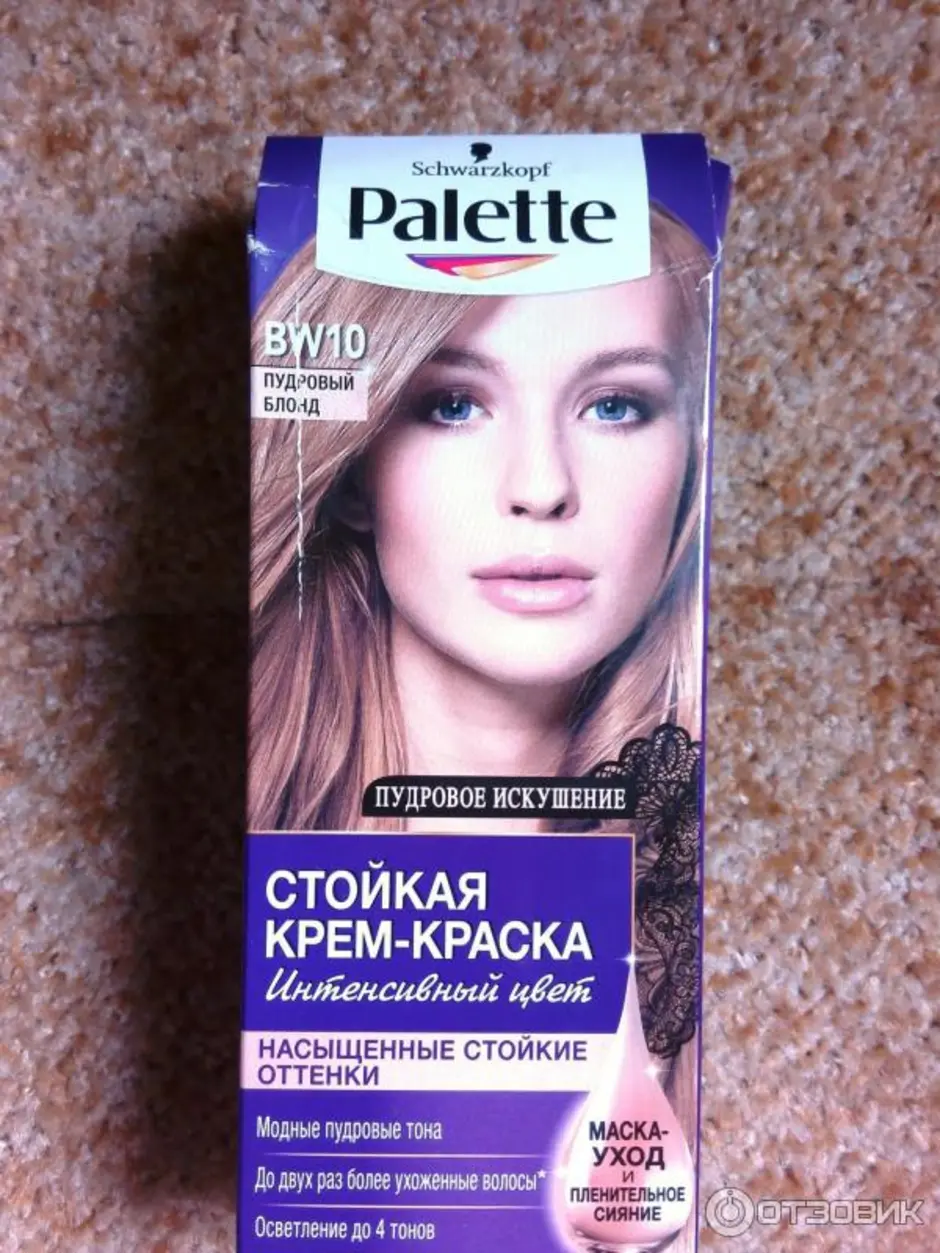 Schwarzkopf
Palette
BW10
ПУДРОВЫЙ
БЛОНД
ПУДРОВОЕ ИСКУШЕНИЕ
СТОЙКАЯ
КРЕМ-КРАСКА
Интенсивный цвет
НАСЫЩЕННЫЕ СТОЙКИЕ
ОТТЕНКИ
Модные пудровые тона
До двух раз более ухоженные волосы*
Осветление до 4 тонов
МАСКА-
УХОД
И
ПЛЕНИТЕЛЬНОЕ
СИЯНИЕ
ОТЗОВИК